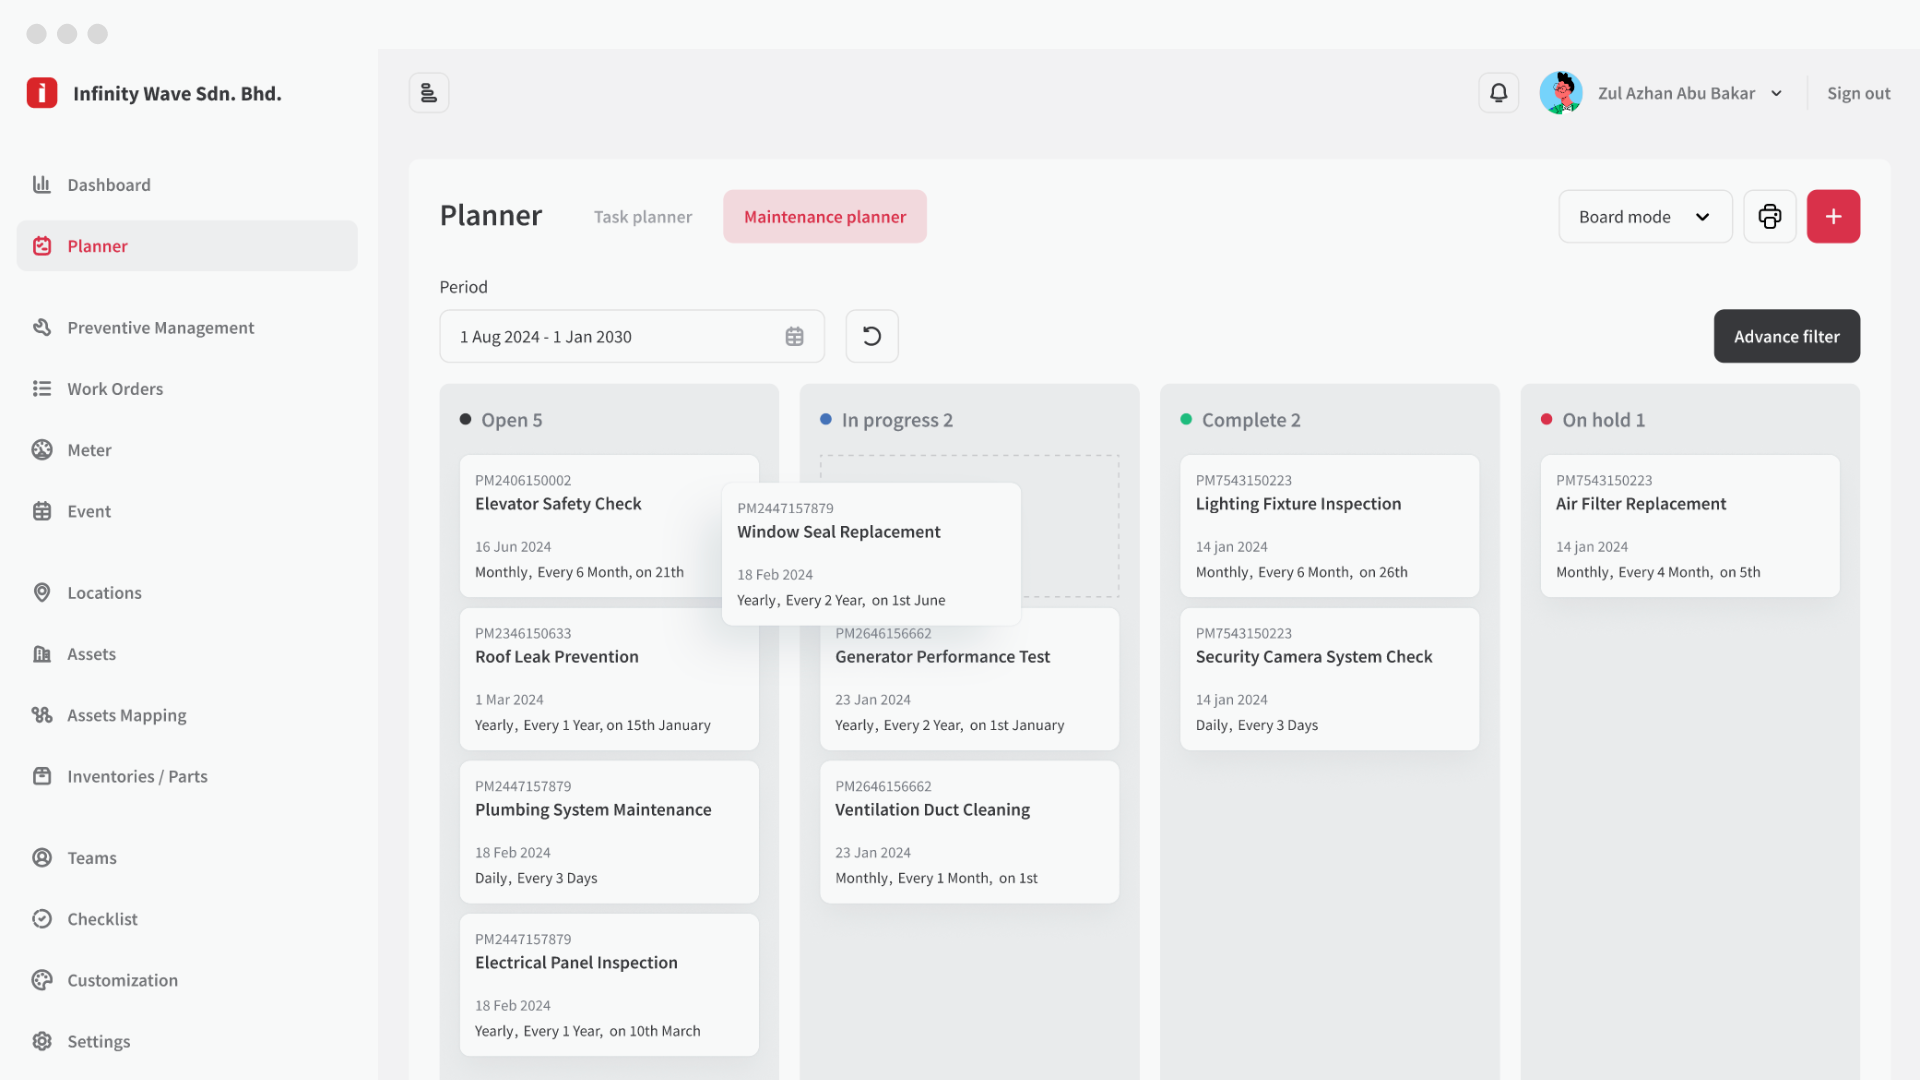 Infinity Wave Sdn. Bhd.
Dashboard
Planner
Preventive Management
Work Orders
Meter
Event
Locations
Assets
Assets Mapping
Inventories / Parts
Teams
Checklist
Customization
Settings
Zul Azhan Abu Bakar
Sign out
Planner
Task planner
Maintenance planner
Board mode
Period
1 Aug 2024 - 1 Jan 2030
Advance filter
Open 5
PM2406150002
Elevator Safety Check
16 Jun 2024
Monthly, Every 6 Month, on 21th
PM2346150633
Roof Leak Prevention
1 Mar 2024
Yearly, Every 1 Year, on 15th January
PM2447157879
Plumbing System Maintenance
18 Feb 2024
Daily, Every 3 Days
PM2447157879
Electrical Panel Inspection
18 Feb 2024
Yearly, Every 1 Year, on 10th March
In progress 2
PM2447157879
Window Seal Replacement
18 Feb 2024
Yearly, Every 2 Year, on 1st June
PM2646156662
Generator Performance Test
23 Jan 2024
Yearly, Every 2 Year, on 1st January
PM2646156662
Ventilation Duct Cleaning
23 Jan 2024
Monthly, Every 1 Month, on 1st
Complete 2
PM7543150223
Lighting Fixture Inspection
14 jan 2024
Monthly, Every 6 Month, on 26th
PM7543150223
Security Camera System Check
14 jan 2024
Daily, Every 3 Days
On hold 1
PM7543150223
Air Filter Replacement
14 jan 2024
Monthly, Every 4 Month, on 5th